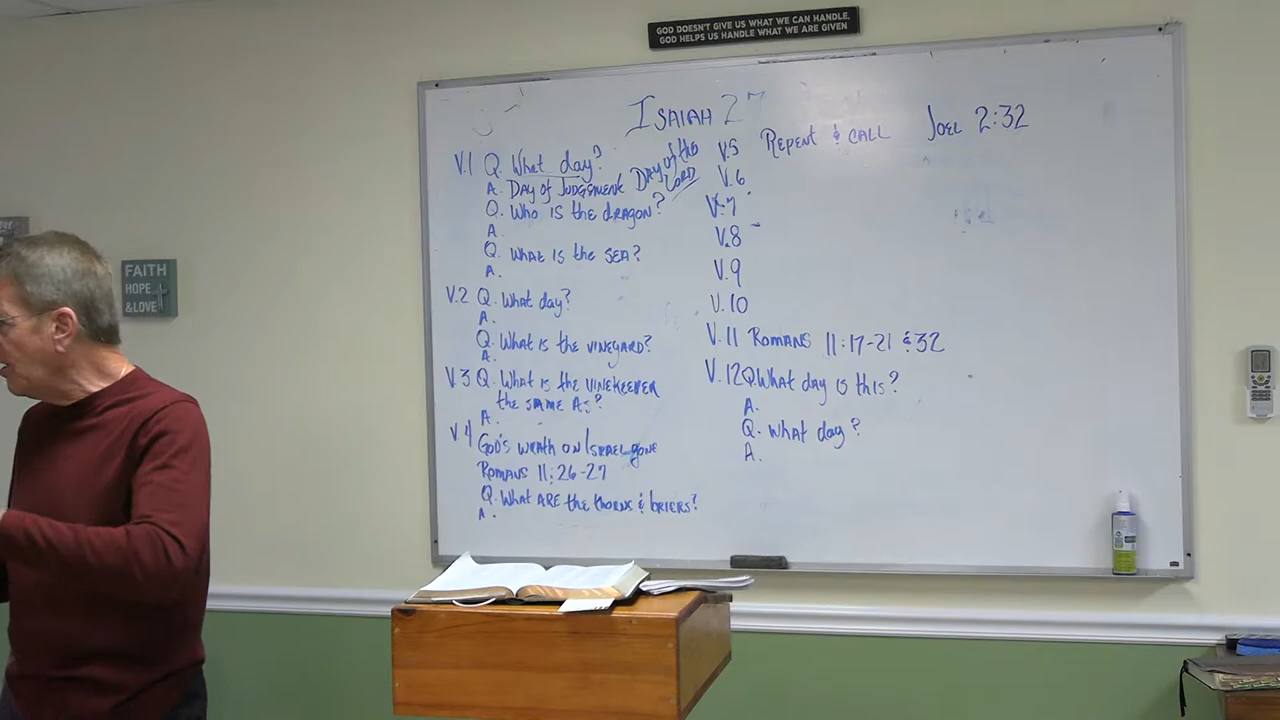 GOD DOESN'T GIVE US WHAT WE CAN HANDLE,
GOD HELPS US HANDLE WHAT WE ARE GIVEN
ISAIAH 27
V.1 Q. What day?
A. DAY of JUDGEMENT DAY of the LORD
Q. Who is the dragon?
A.
Q. What is the SEA?
A.
V.2 Q. What day?
A.
Q. What is the VINEYARD?
A.
V.3 Q. What is the VINEKEEPER
the SAME AS?
A.
V.4 GOD'S WRATH ON ISRAEL gone
ROMANS 11:26-27
Q. What ARE the thorns & briers?
A.
V.5 REPENT & CALL JOEL 2:32
V.6
V.7
V.8
V.9
V.10
V.11 ROMANS 11:17-21 & 32
V.12 Q. What day is this?
A.
Q. What day?
A.
FAITH
HOPE
& LOVE